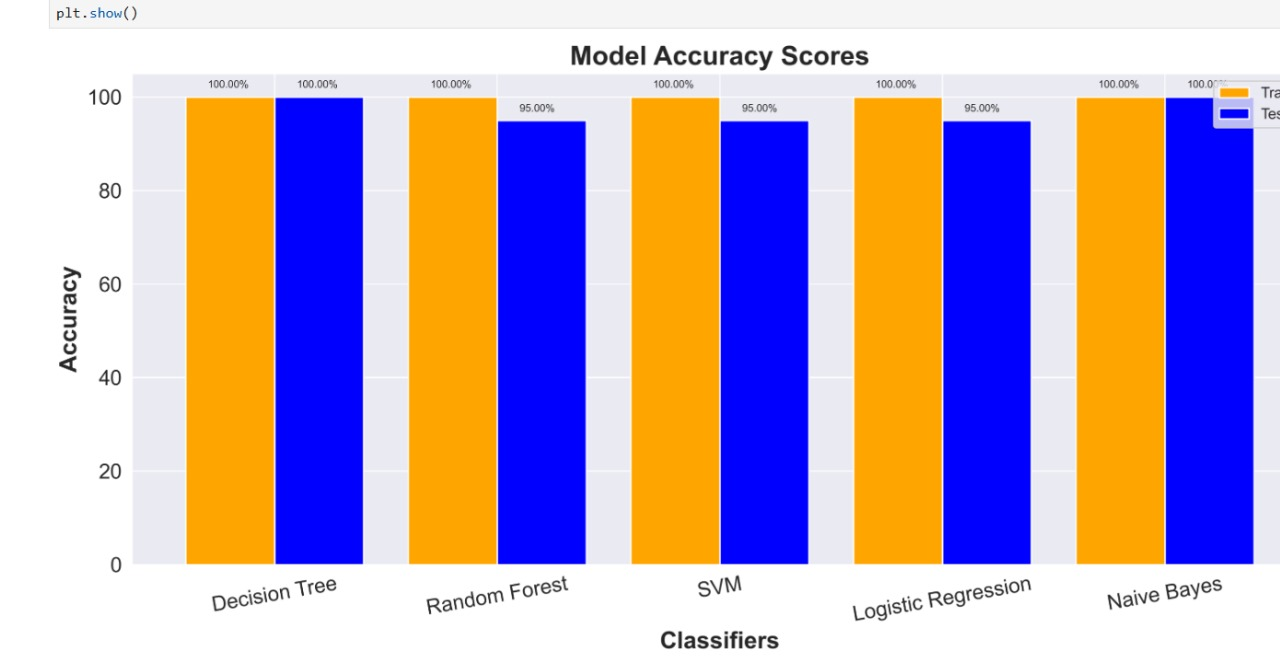 plt.show()
Model Accuracy Scores
100.00% 100.00% 100.00% 95.00% 100.00% 95.00% 100.00% 95.00% 100.00%
100
80
60
40
20
0
Accuracy
Decision Tree
Random Forest
SVM
Logistic Regression
Naive Bayes
Classifiers